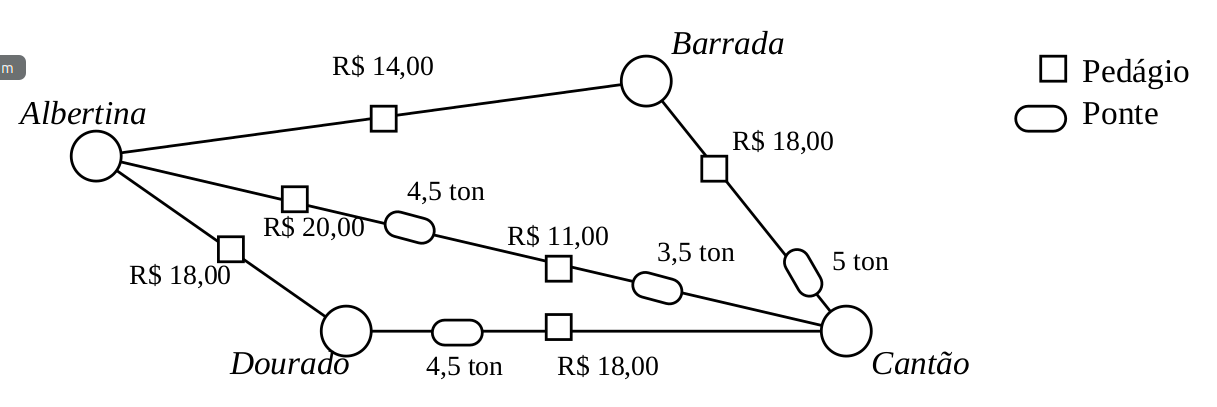 Barrada
R$ 14,00
Pedágio
m
Albertina
Ponte
R$ 18,00
4,5 ton
R$ 20,00
R$ 11,00
3,5 ton
5 ton
R$ 18,00
Dourado
4,5 ton
R$ 18,00
Cantão